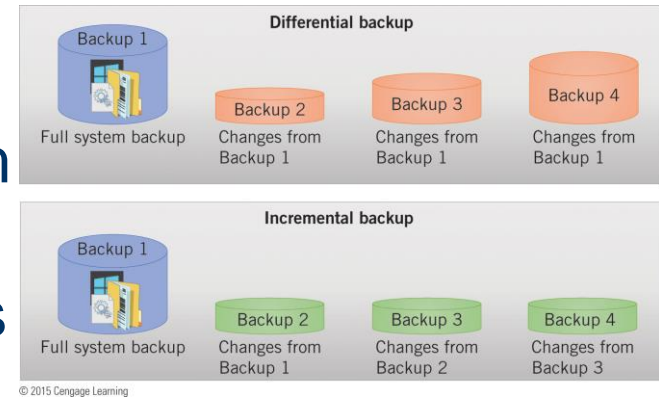 Differential backup
Backup 1
Backup 2
Backup 3
Backup 4
Full system backup
Changes from
Backup 1
Changes from
Backup 1
Changes from
Backup 1
n
Incremental backup
Backup 1
Backup 2
Backup 3
Backup 4
s
Full system backup
Changes from
Backup 1
Changes from
Backup 2
Changes from
Backup 3
© 2015 Cengage Learning